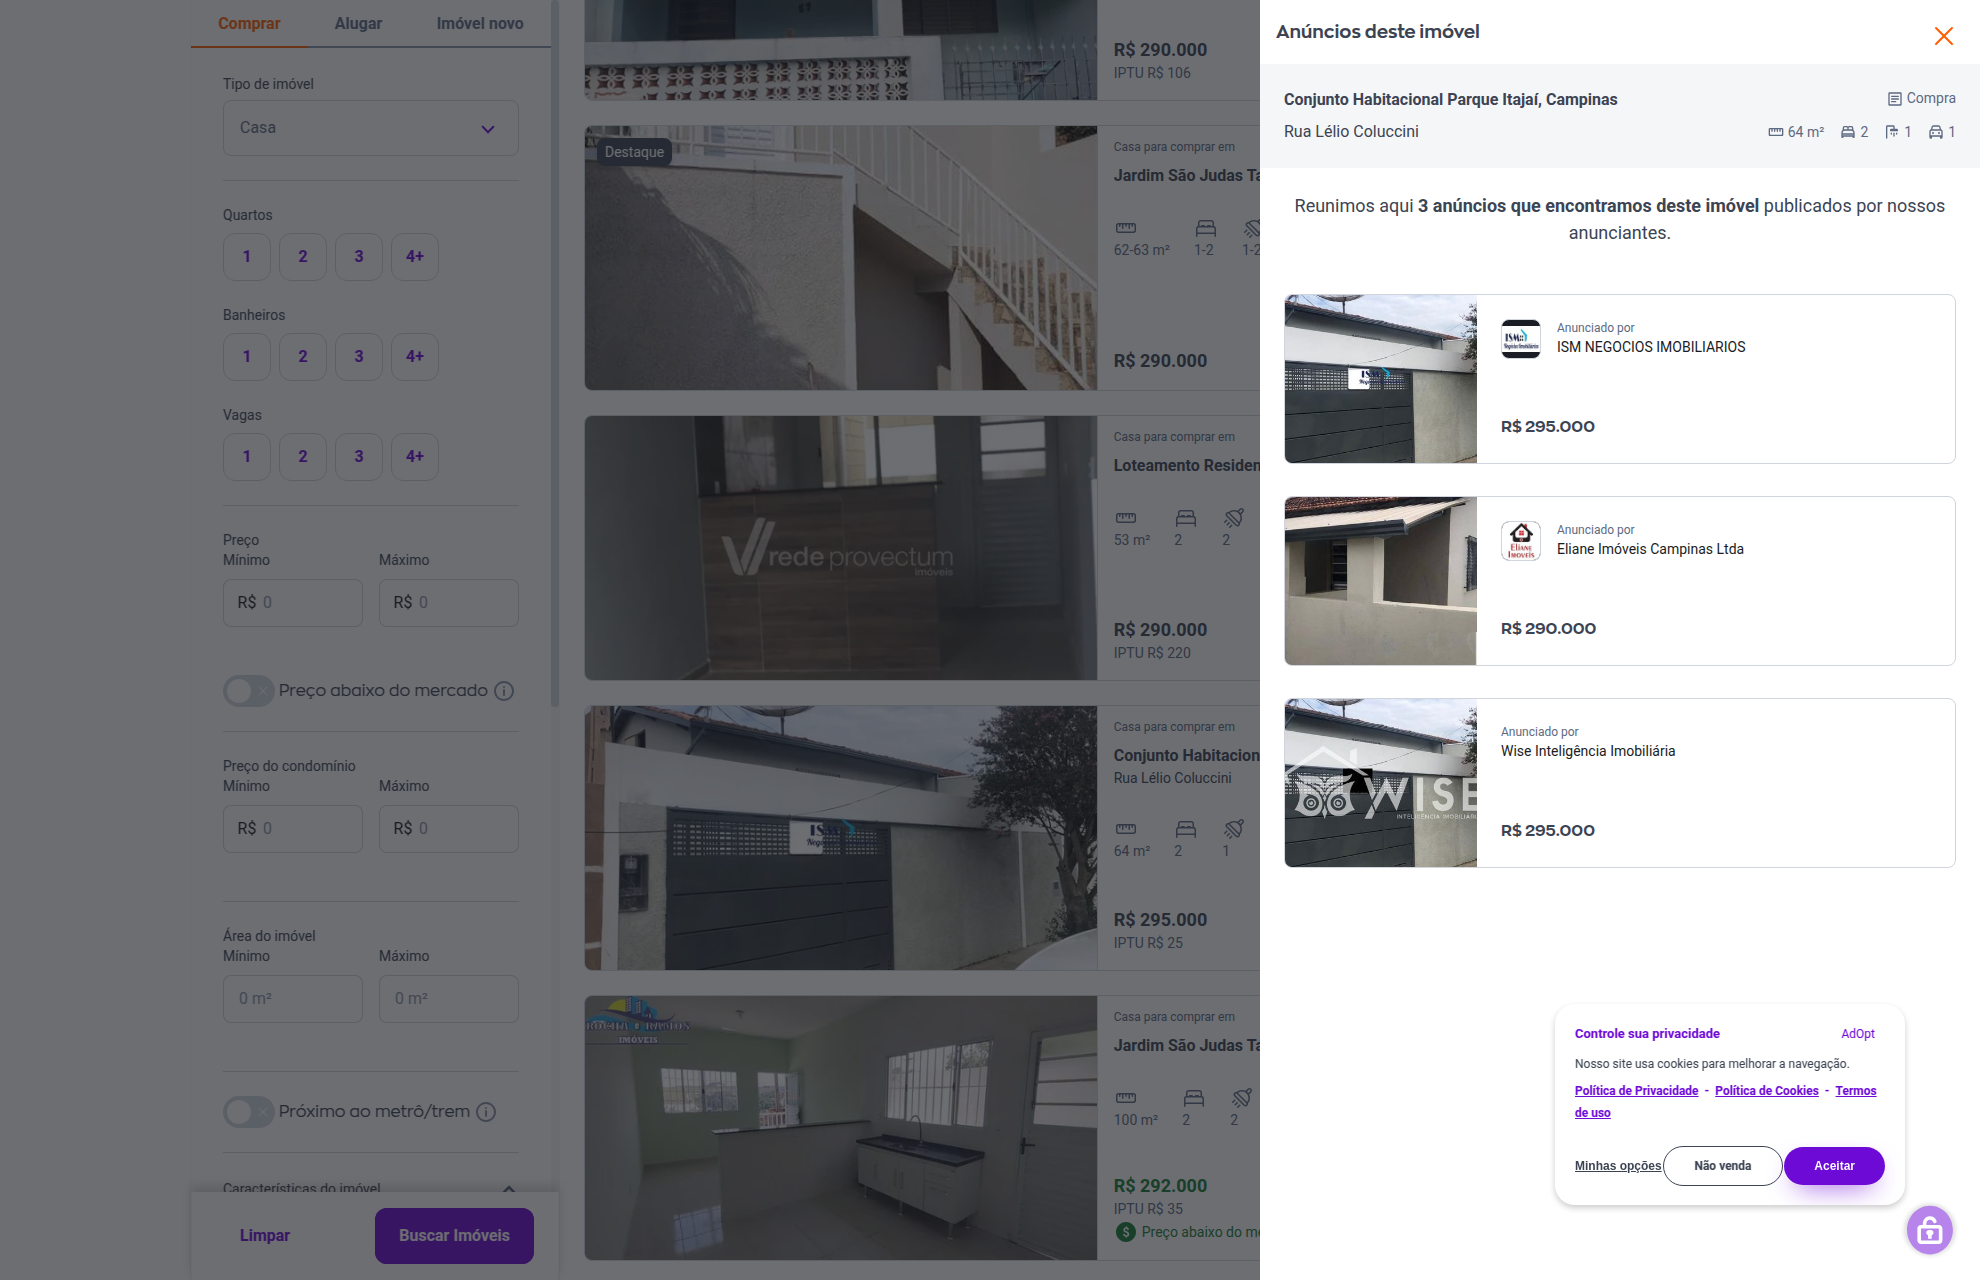 Comprar
Alugar
Imóvel novo
Tipo de imóvel
Casa
Quartos
1
2
3
4+
Banheiros
1
2
3
4+
Vagas
1
2
3
4+
Preço
Mínimo
Máximo
R$ 0
R$ 0
Preço abaixo do mercado
Preço do condomínio
Mínimo
Máximo
R$ 0
R$ 0
Área do imóvel
Mínimo
Máximo
0 m²
0 m²
Próximo ao metrô/trem
Características do imóvel
Limpar
Buscar Imóveis
R$ 290.000
IPTU R$ 106
Destaque
Casa para comprar em
Jardim São Judas Ta
62-63 m²
1-2
1-2
R$ 290.000
rede provectum
imóveis
Casa para comprar em
Loteamento Residen
53 m²
2
2
R$ 290.000
IPTU R$ 220
ISM
Casa para comprar em
Conjunto Habitacion
Rua Lélio Coluccini
64 m²
2
1
R$ 295.000
IPTU R$ 25
ROCHA & RAMOS
IMÓVEIS
Casa para comprar em
Jardim São Judas Ta
100 m²
2
2
R$ 292.000
IPTU R$ 35
Preço abaixo do me
Anúncios deste imóvel
Conjunto Habitacional Parque Itajaí, Campinas
Compra
Rua Lélio Coluccini
64 m²
2
1
1
Reunimos aqui 3 anúncios que encontramos deste imóvel publicados por nossos
anunciantes.
ISM
Anunciado por
ISM NEGOCIOS IMOBILIARIOS
R$ 295.000
Eliane
Imóveis
Anunciado por
Eliane Imóveis Campinas Ltda
R$ 290.000
WISE
INTELIGÊNCIA IMOBILIÁRI
Anunciado por
Wise Inteligência Imobiliária
R$ 295.000
Controle sua privacidade
AdOpt
Nosso site usa cookies para melhorar a navegação.
Política de Privacidade - Política de Cookies - Termos
de uso
Minhas opções
Não venda
Aceitar